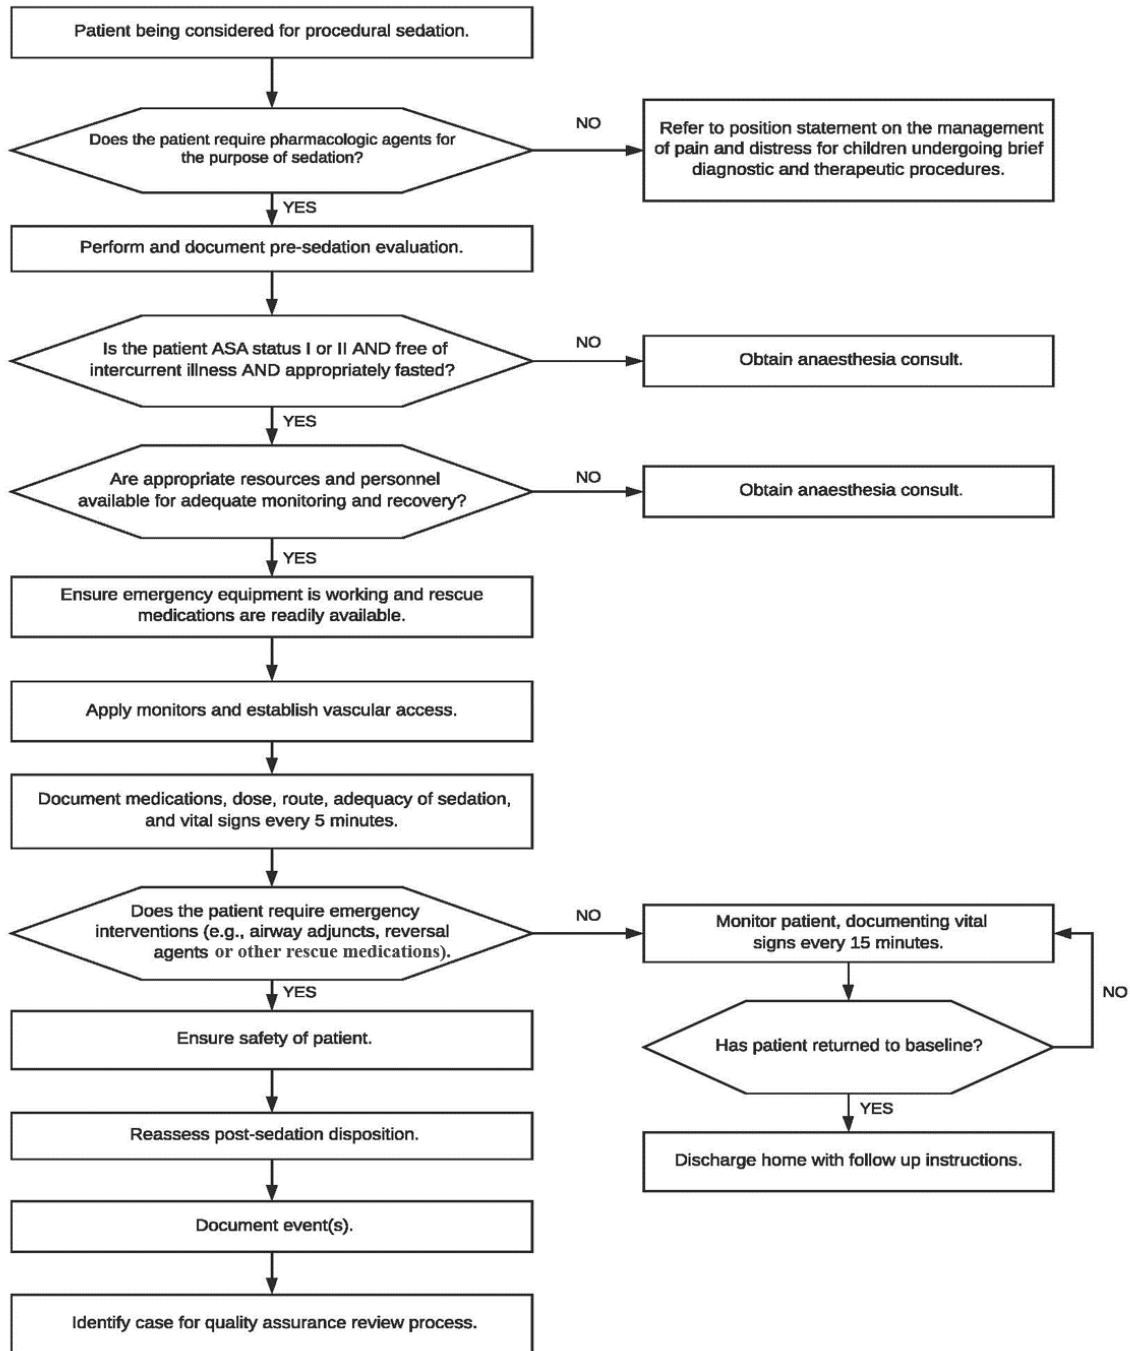 Patient being considered for procedural sedation.
Does the patient require pharmacologic agents for
the purpose of sedation?
NO
Refer to position statement on the management
of pain and distress for children undergoing brief
diagnostic and therapeutic procedures.
YES
Perform and document pre-sedation evaluation.
Is the patient ASA status I or II AND free of
intercurrent illness AND appropriately fasted?
NO
Obtain anaesthesia consult.
YES
Are appropriate resources and personnel
available for adequate monitoring and recovery?
NO
Obtain anaesthesia consult.
YES
Ensure emergency equipment is working and rescue
medications are readily available.
Apply monitors and establish vascular access.
Document medications, dose, route, adequacy of sedation,
and vital signs every 5 minutes.
Does the patient require emergency
interventions (e.g., airway adjuncts, reversal
agents or other rescue medications).
NO
Monitor patient, documenting vital
signs every 15 minutes.
NO
YES
Ensure safety of patient.
Has patient returned to baseline?
YES
Reassess post-sedation disposition.
Discharge home with follow up instructions.
Document event(s).
Identify case for quality assurance review process.